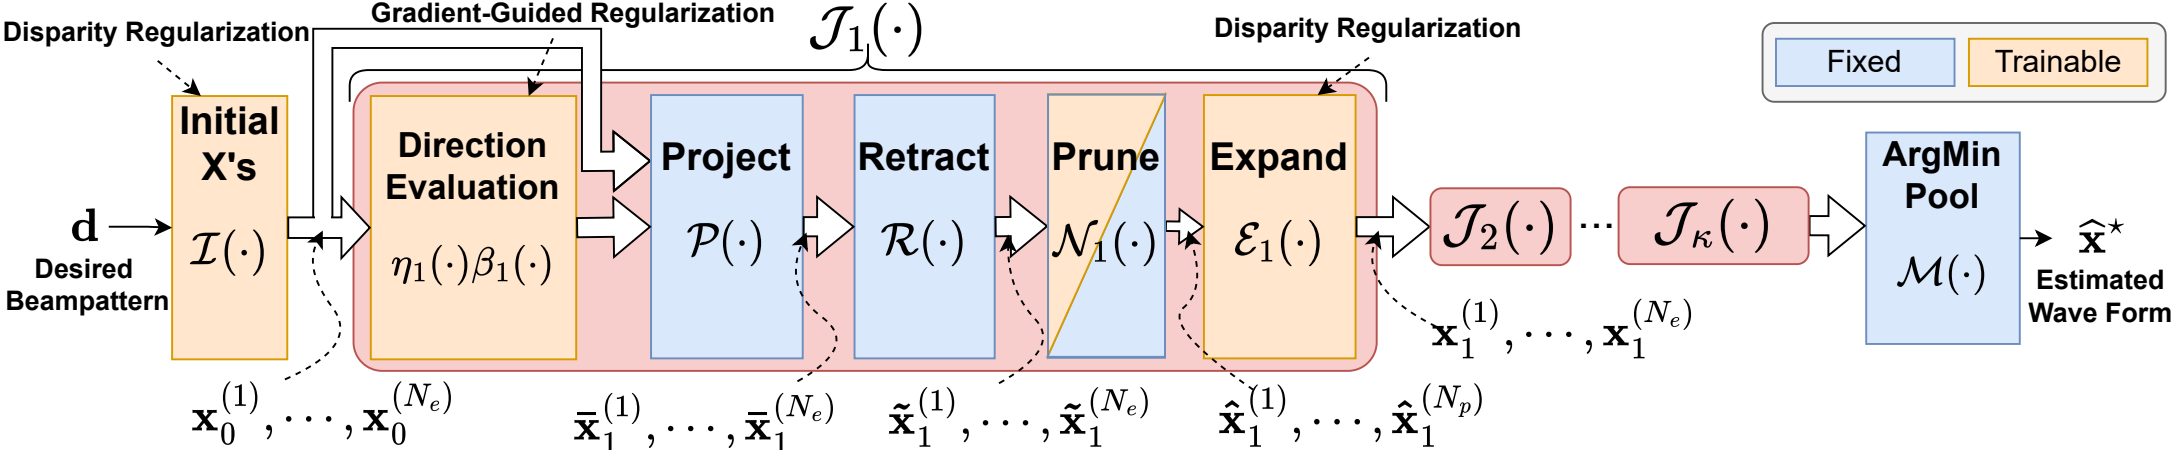 Gradient-Guided Regularization
Disparity Regularization
𝒥₁(·)
Disparity Regularization
Fixed
Trainable
Initial
X's
ℐ(·)
Direction
Evaluation
η₁(·)β₁(·)
Project
𝒫(·)
Retract
ℛ(·)
Prune
𝒩₁(·)
Expand
ℰ₁(·)
𝒥₂(·)
···
𝒥_κ(·)
ArgMin
Pool
ℳ(·)
d
Desired
Beampattern
x̂⋆
Estimated
Wave Form
x₁⁽¹⁾, ··· , x₁^(Nₑ)
x₀⁽¹⁾, ··· , x₀^(Nₑ)
x̄₁⁽¹⁾, ··· , x̄₁^(Nₑ)
x̃₁⁽¹⁾, ··· , x̃₁^(Nₑ)
x̂₁⁽¹⁾, ··· , x̂₁^(Nₚ)